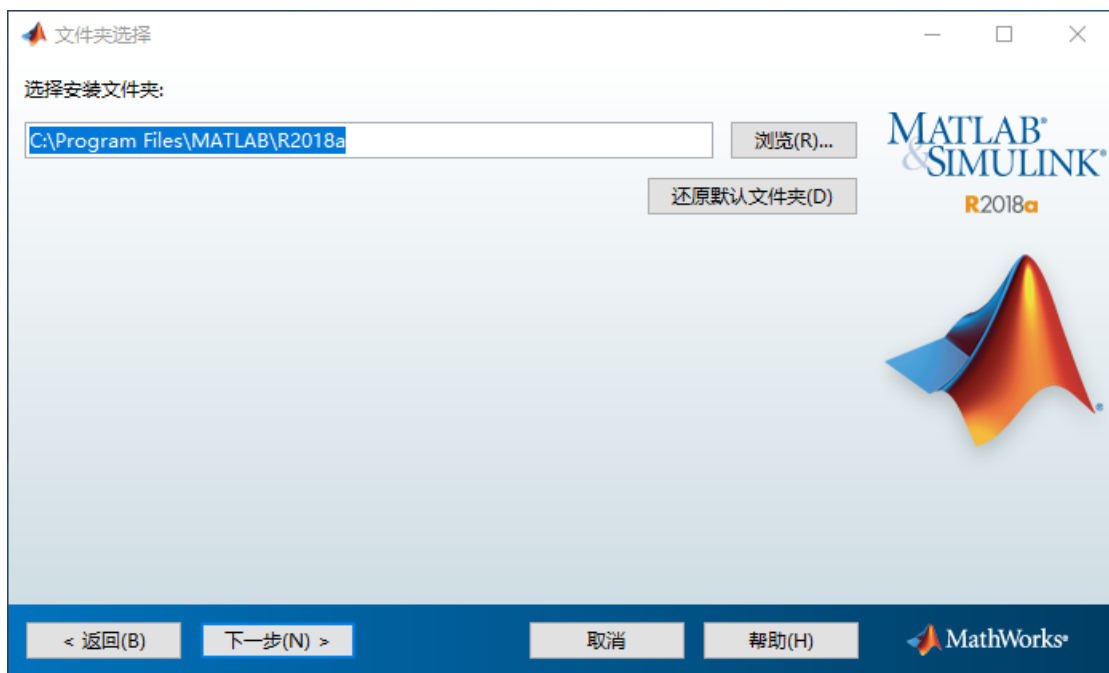 文件夹选择
选择安装文件夹:
C:\Program Files\MATLAB\R2018a
浏览(R)...
还原默认文件夹(D)
MATLAB®
&SIMULINK®
R2018a
®
< 返回(B)
下一步(N) >
取消
帮助(H)
MathWorks®